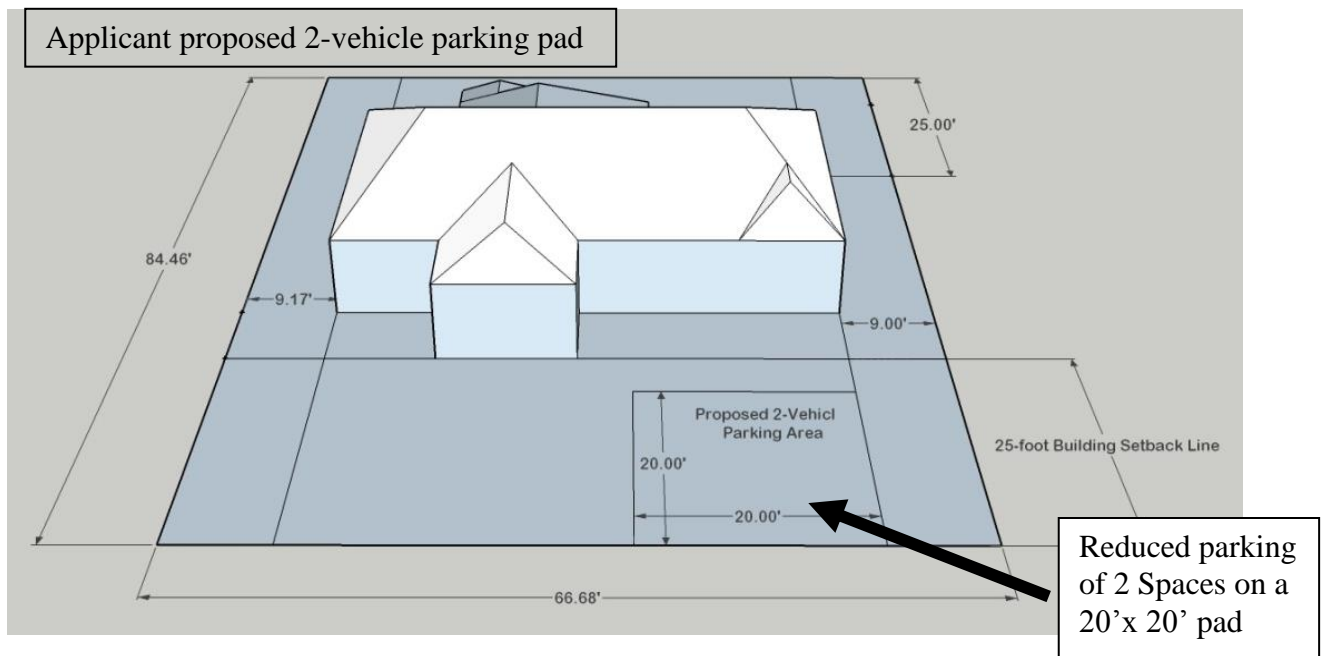 Applicant proposed 2-vehicle parking pad
25.00'
84.46'
9.17'
9.00'
Proposed 2-Vehicl
Parking Area
20.00'
25-foot Building Setback Line
20.00'
66.68'
Reduced parking
of 2 Spaces on a
20’x 20’ pad